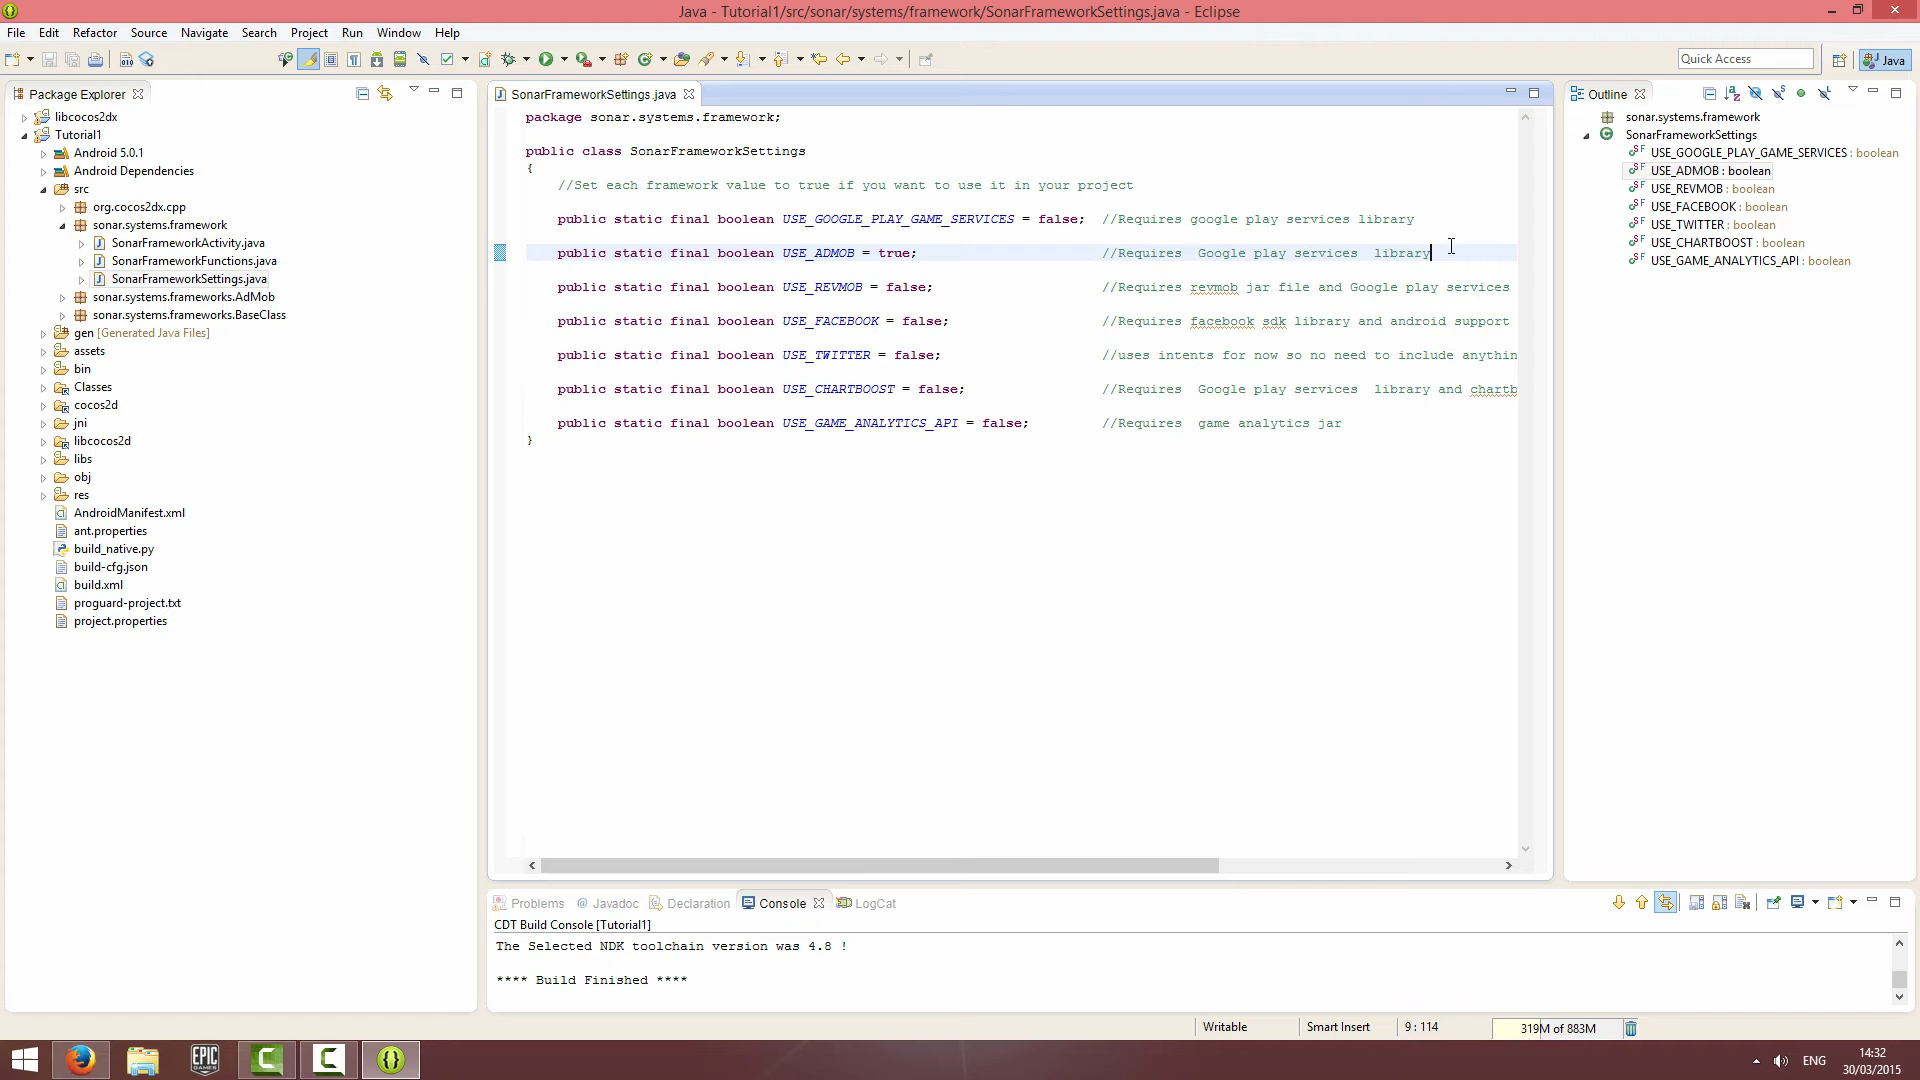 Java - Tutorial1/src/sonar/systems/framework/SonarFrameworkSettings.java - Eclipse
File Edit Refactor Source Navigate Search Project Run Window Help
Quick Access
Java
Package Explorer
libcocos2dx
Tutorial1
Android 5.0.1
Android Dependencies
src
org.cocos2dx.cpp
sonar.systems.framework
SonarFrameworkActivity.java
SonarFrameworkFunctions.java
SonarFrameworkSettings.java
sonar.systems.frameworks.AdMob
sonar.systems.frameworks.BaseClass
gen [Generated Java Files]
assets
bin
Classes
cocos2d
jni
libcocos2d
libs
obj
res
AndroidManifest.xml
ant.properties
build_native.py
build-cfg.json
build.xml
proguard-project.txt
project.properties
SonarFrameworkSettings.java
package sonar.systems.framework;
public class SonarFrameworkSettings
{
//Set each framework value to true if you want to use it in your project
public static final boolean USE_GOOGLE_PLAY_GAME_SERVICES = false; //Requires google play services library
public static final boolean USE_ADMOB = true; //Requires Google play services library
public static final boolean USE_REVMOB = false; //Requires revmob jar file and Google play services
public static final boolean USE_FACEBOOK = false; //Requires facebook sdk library and android support
public static final boolean USE_TWITTER = false; //uses intents for now so no need to include anythin
public static final boolean USE_CHARTBOOST = false; //Requires Google play services library and chartb
public static final boolean USE_GAME_ANALYTICS_API = false; //Requires game analytics jar
}
Outline
sonar.systems.framework
SonarFrameworkSettings
USE_GOOGLE_PLAY_GAME_SERVICES : boolean
USE_ADMOB : boolean
USE_REVMOB : boolean
USE_FACEBOOK : boolean
USE_TWITTER : boolean
USE_CHARTBOOST : boolean
USE_GAME_ANALYTICS_API : boolean
Problems @ Javadoc Declaration Console LogCat
CDT Build Console [Tutorial1]
The Selected NDK toolchain version was 4.8 !
**** Build Finished ****
Writable Smart Insert 9 : 114 319M of 883M
EPIC GAMES
ENG
14:32
30/03/2015